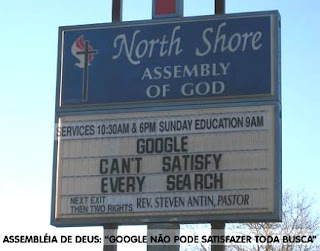 North Shore
ASSEMBLY
OF GOD
SERVICES 10:30AM & 6PM SUNDAY EDUCATION 9AM
GOOGLE
CAN'T SATISFY
EVERY SEARCH
NEXT EXIT
THEN TWO RIGHTS
REV. STEVEN ANTIN, PASTOR
ASSEMBLÉIA DE DEUS: "GOOGLE NÃO PODE SATISFAZER TODA BUSCA"